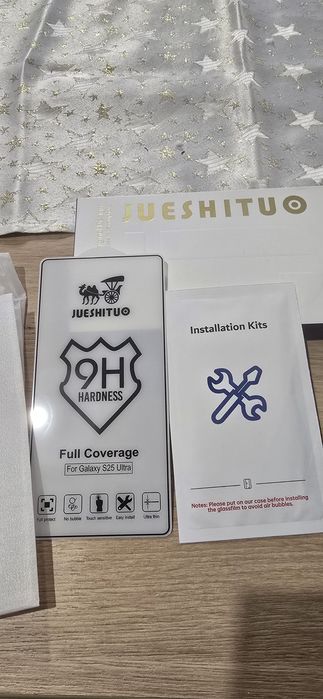 JUESHITUO
JUESHITUO
9H
HARDNESS
Full Coverage
For Galaxy S25 Ultra
Full protect
No bubble
Touch sensitive
Easy install
Ultra thin
Installation Kits
Notes: Please put on our case before installing
the glassfilm to avoid air bubbles.